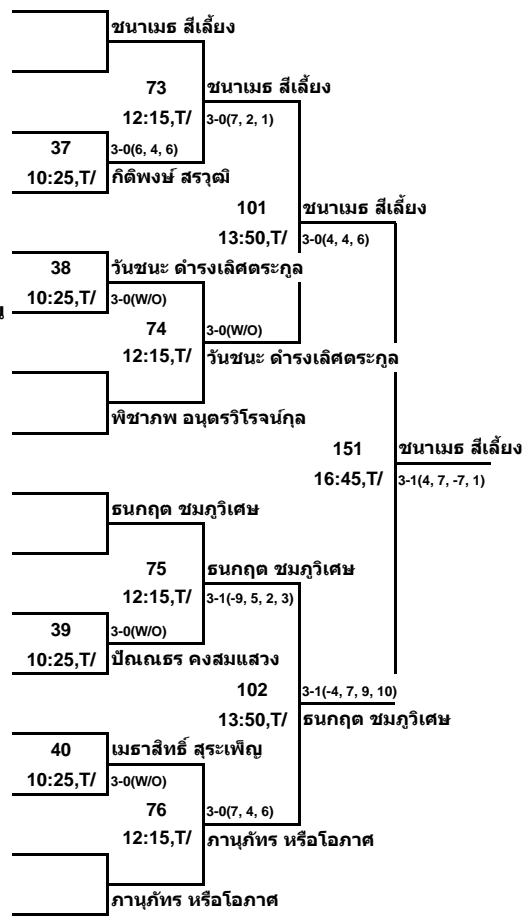 ชนาเมธ สีเลี้ยง
73 ชนาเมธ สีเลี้ยง
12:15,T/ 3-0(7, 2, 1)
37 3-0(6, 4, 6)
10:25,T/ กิติพงษ์ สรวุฒิ
101 ชนาเมธ สีเลี้ยง
13:50,T/ 3-0(4, 4, 6)
38 วันชนะ ดำรงเลิศตระกูล
10:25,T/ 3-0(W/O)
74 3-0(W/O)
12:15,T/ วันชนะ ดำรงเลิศตระกูล
พิชาภพ อนุตรวิโรจน์กุล
151 ชนาเมธ สีเลี้ยง
16:45,T/ 3-1(4, 7, -7, 1)
ธนกฤต ชมภูวิเศษ
75 ธนกฤต ชมภูวิเศษ
12:15,T/ 3-1(-9, 5, 2, 3)
39 3-0(W/O)
10:25,T/ ปัณณธร คงสมแสวง
102 3-1(-4, 7, 9, 10)
13:50,T/ ธนกฤต ชมภูวิเศษ
40 เมธาสิทธิ์ สุระเพ็ญ
10:25,T/ 3-0(W/O)
76 3-0(7, 4, 6)
12:15,T/ ภานุภัทร หรือโอภาศ
ภานุภัทร หรือโอภาศ